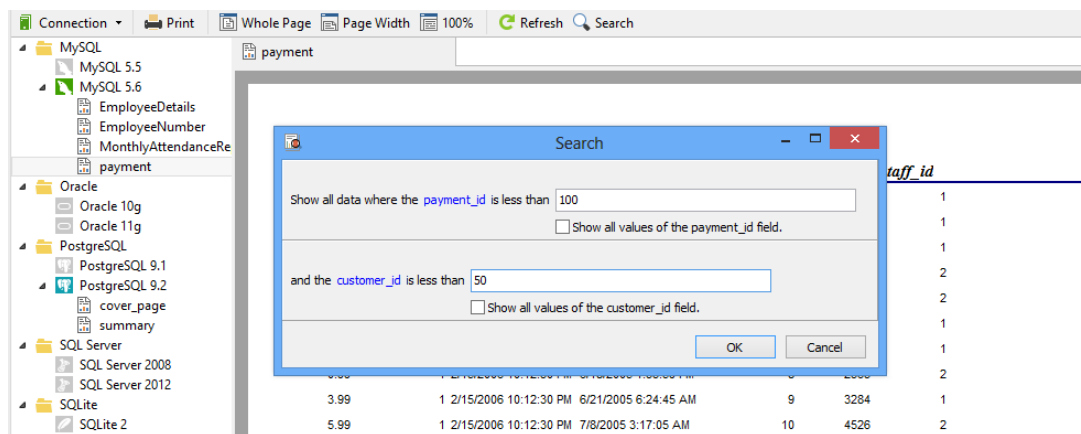 Connection Print Whole Page Page Width 100% Refresh Search
MySQL
MySQL 5.5
MySQL 5.6
EmployeeDetails
EmployeeNumber
MonthlyAttendanceRe
payment
Oracle
Oracle 10g
Oracle 11g
PostgreSQL
PostgreSQL 9.1
PostgreSQL 9.2
cover_page
summary
SQL Server
SQL Server 2008
SQL Server 2012
SQLite
SQLite 2
payment
Search
Show all data where the payment_id is less than 100
Show all values of the payment_id field.
and the customer_id is less than 50
Show all values of the customer_id field.
OK Cancel
taff_id
1
1
1
2
2
1
1
2
3.99 1 2/15/2006 10:12:30 PM 6/21/2005 6:24:45 AM 9 3284 1
5.99 1 2/15/2006 10:12:30 PM 7/8/2005 3:17:05 AM 10 4526 2